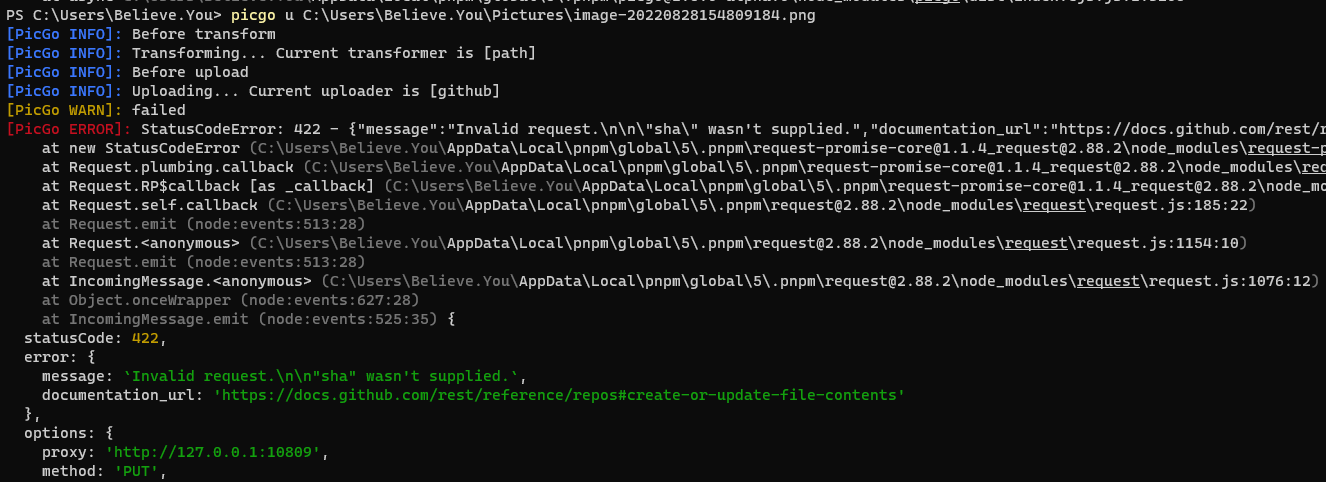 PS C:\Users\Believe.You> picgo u C:\Users\Believe.You\Pictures\image-20220828154809184.png
[PicGo INFO]: Before transform
[PicGo INFO]: Transforming... Current transformer is [path]
[PicGo INFO]: Before upload
[PicGo INFO]: Uploading... Current uploader is [github]
[PicGo WARN]: failed
[PicGo ERROR]: StatusCodeError: 422 - {"message":"Invalid request.\n\n\"sha\" wasn't supplied.","documentation_url":"https://docs.github.com/rest/r
at new StatusCodeError (C:\Users\Believe.You\AppData\Local\pnpm\global\5\.pnpm\request-promise-core@1.1.4_request@2.88.2\node_modules\request-p
at Request.plumbing.callback (C:\Users\Believe.You\AppData\Local\pnpm\global\5\.pnpm\request-promise-core@1.1.4_request@2.88.2\node_modules\req
at Request.RP$callback [as _callback] (C:\Users\Believe.You\AppData\Local\pnpm\global\5\.pnpm\request-promise-core@1.1.4_request@2.88.2\node_mo
at Request.self.callback (C:\Users\Believe.You\AppData\Local\pnpm\global\5\.pnpm\request@2.88.2\node_modules\request\request.js:185:22)
at Request.emit (node:events:513:28)
at Request.<anonymous> (C:\Users\Believe.You\AppData\Local\pnpm\global\5\.pnpm\request@2.88.2\node_modules\request\request.js:1154:10)
at Request.emit (node:events:513:28)
at IncomingMessage.<anonymous> (C:\Users\Believe.You\AppData\Local\pnpm\global\5\.pnpm\request@2.88.2\node_modules\request\request.js:1076:12)
at Object.onceWrapper (node:events:627:28)
at IncomingMessage.emit (node:events:525:35) {
statusCode: 422,
error: {
message: `Invalid request.\n\n"sha" wasn't supplied.`,
documentation_url: 'https://docs.github.com/rest/reference/repos#create-or-update-file-contents'
},
options: {
proxy: 'http://127.0.0.1:10809',
method: 'PUT',